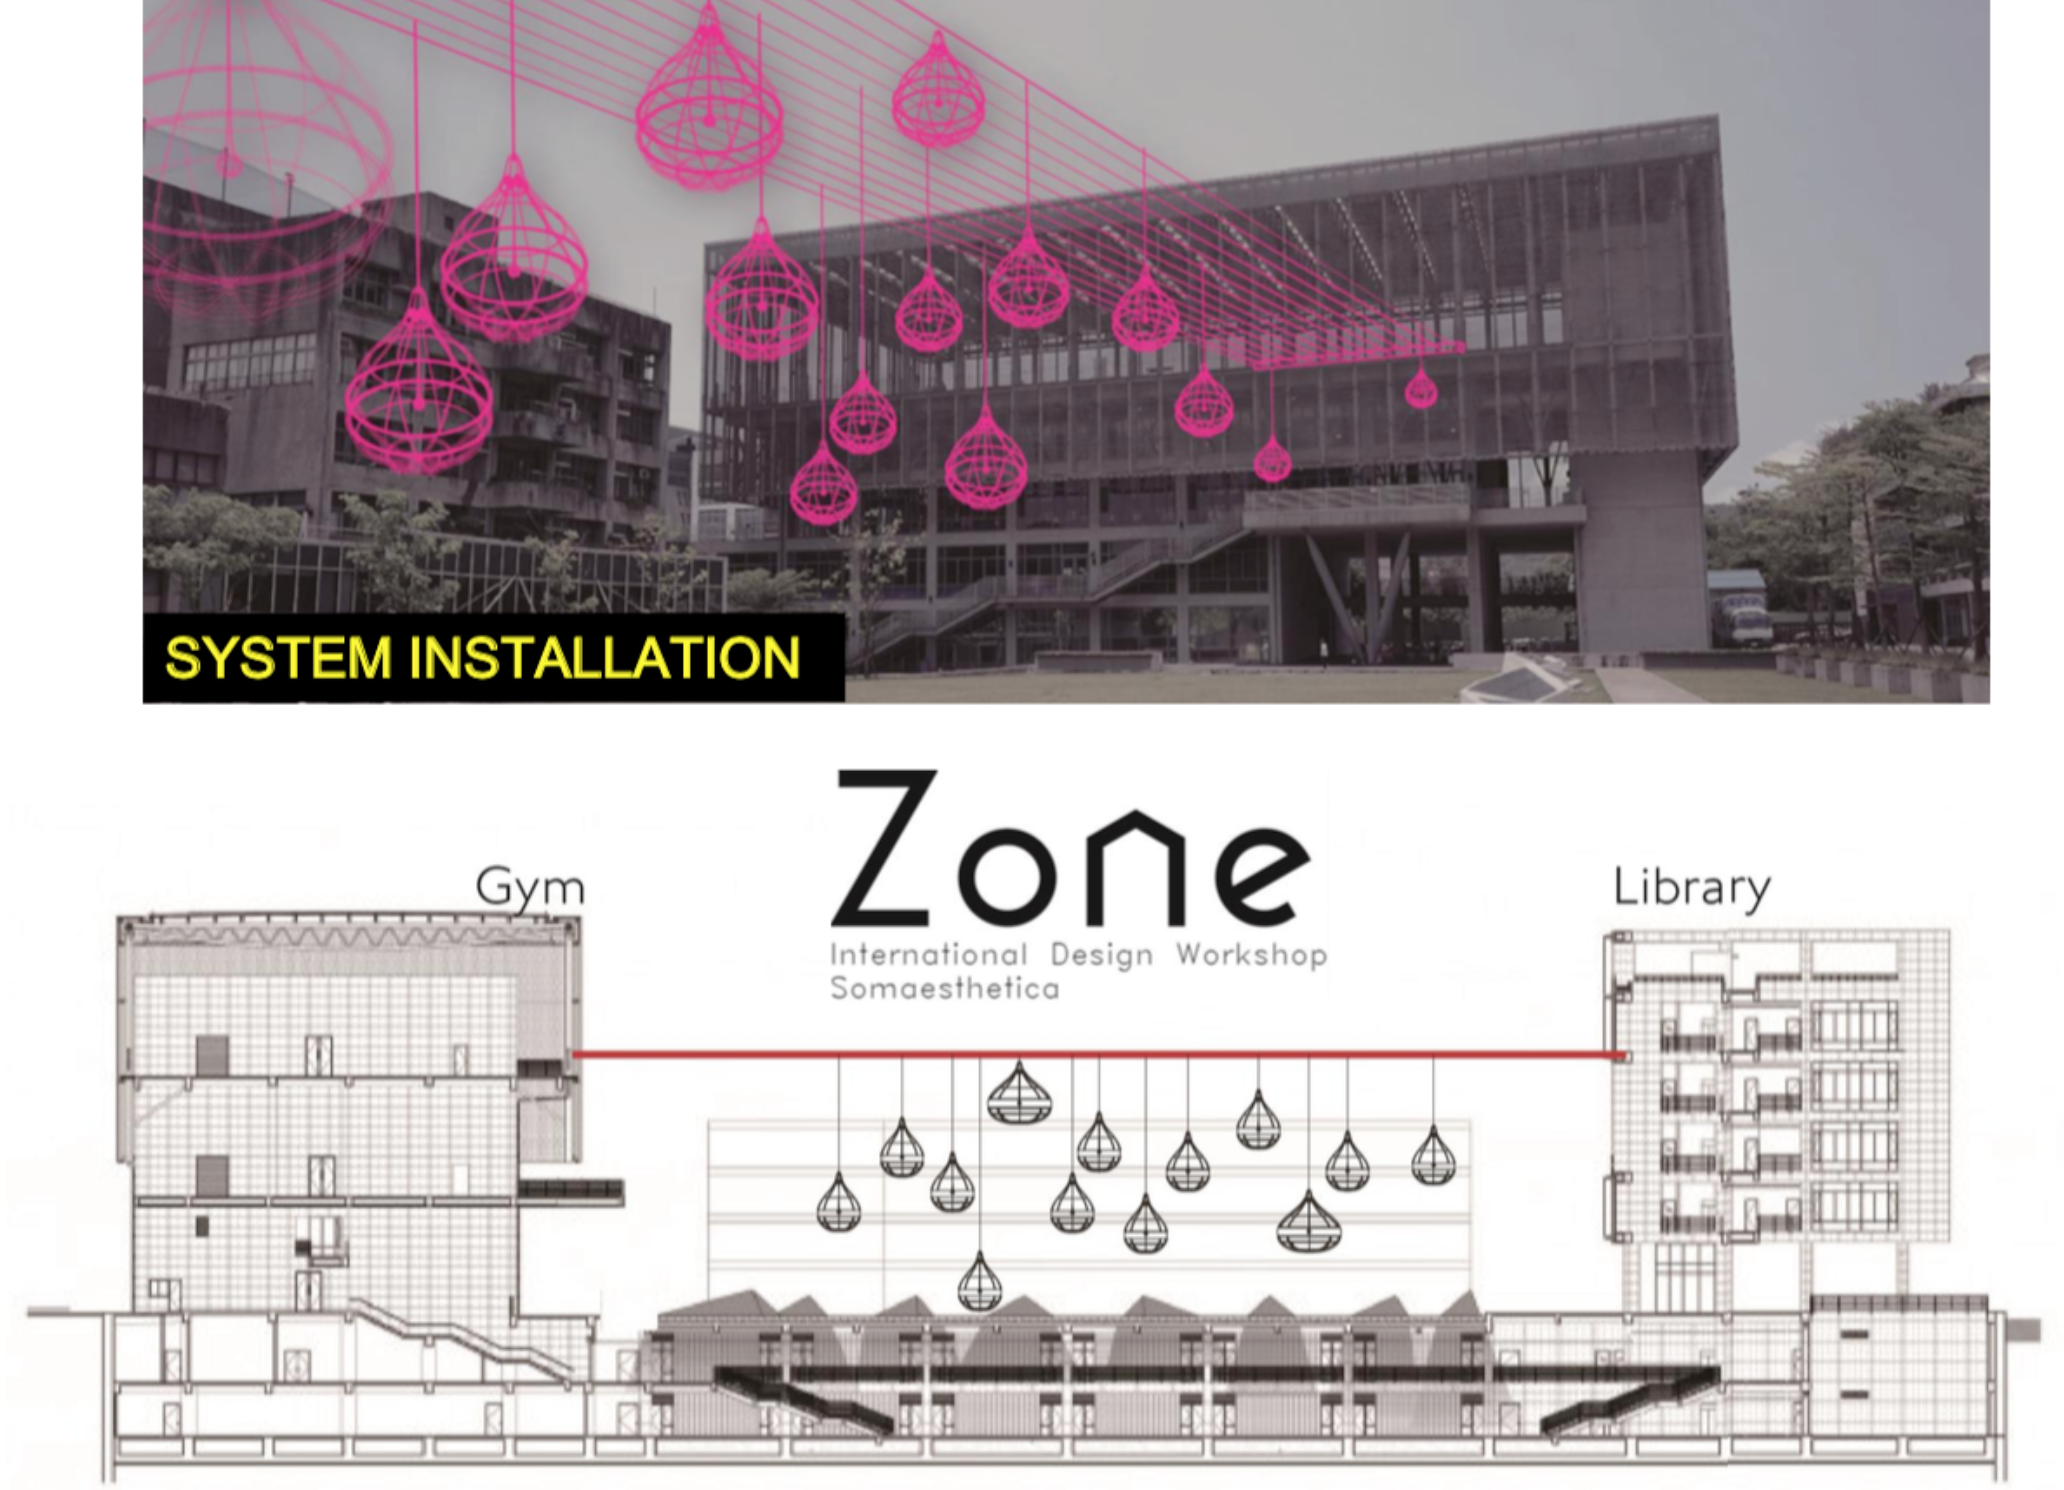 SYSTEM INSTALLATION
Zone
Gym
Library
International Design Workshop
Somaesthetica